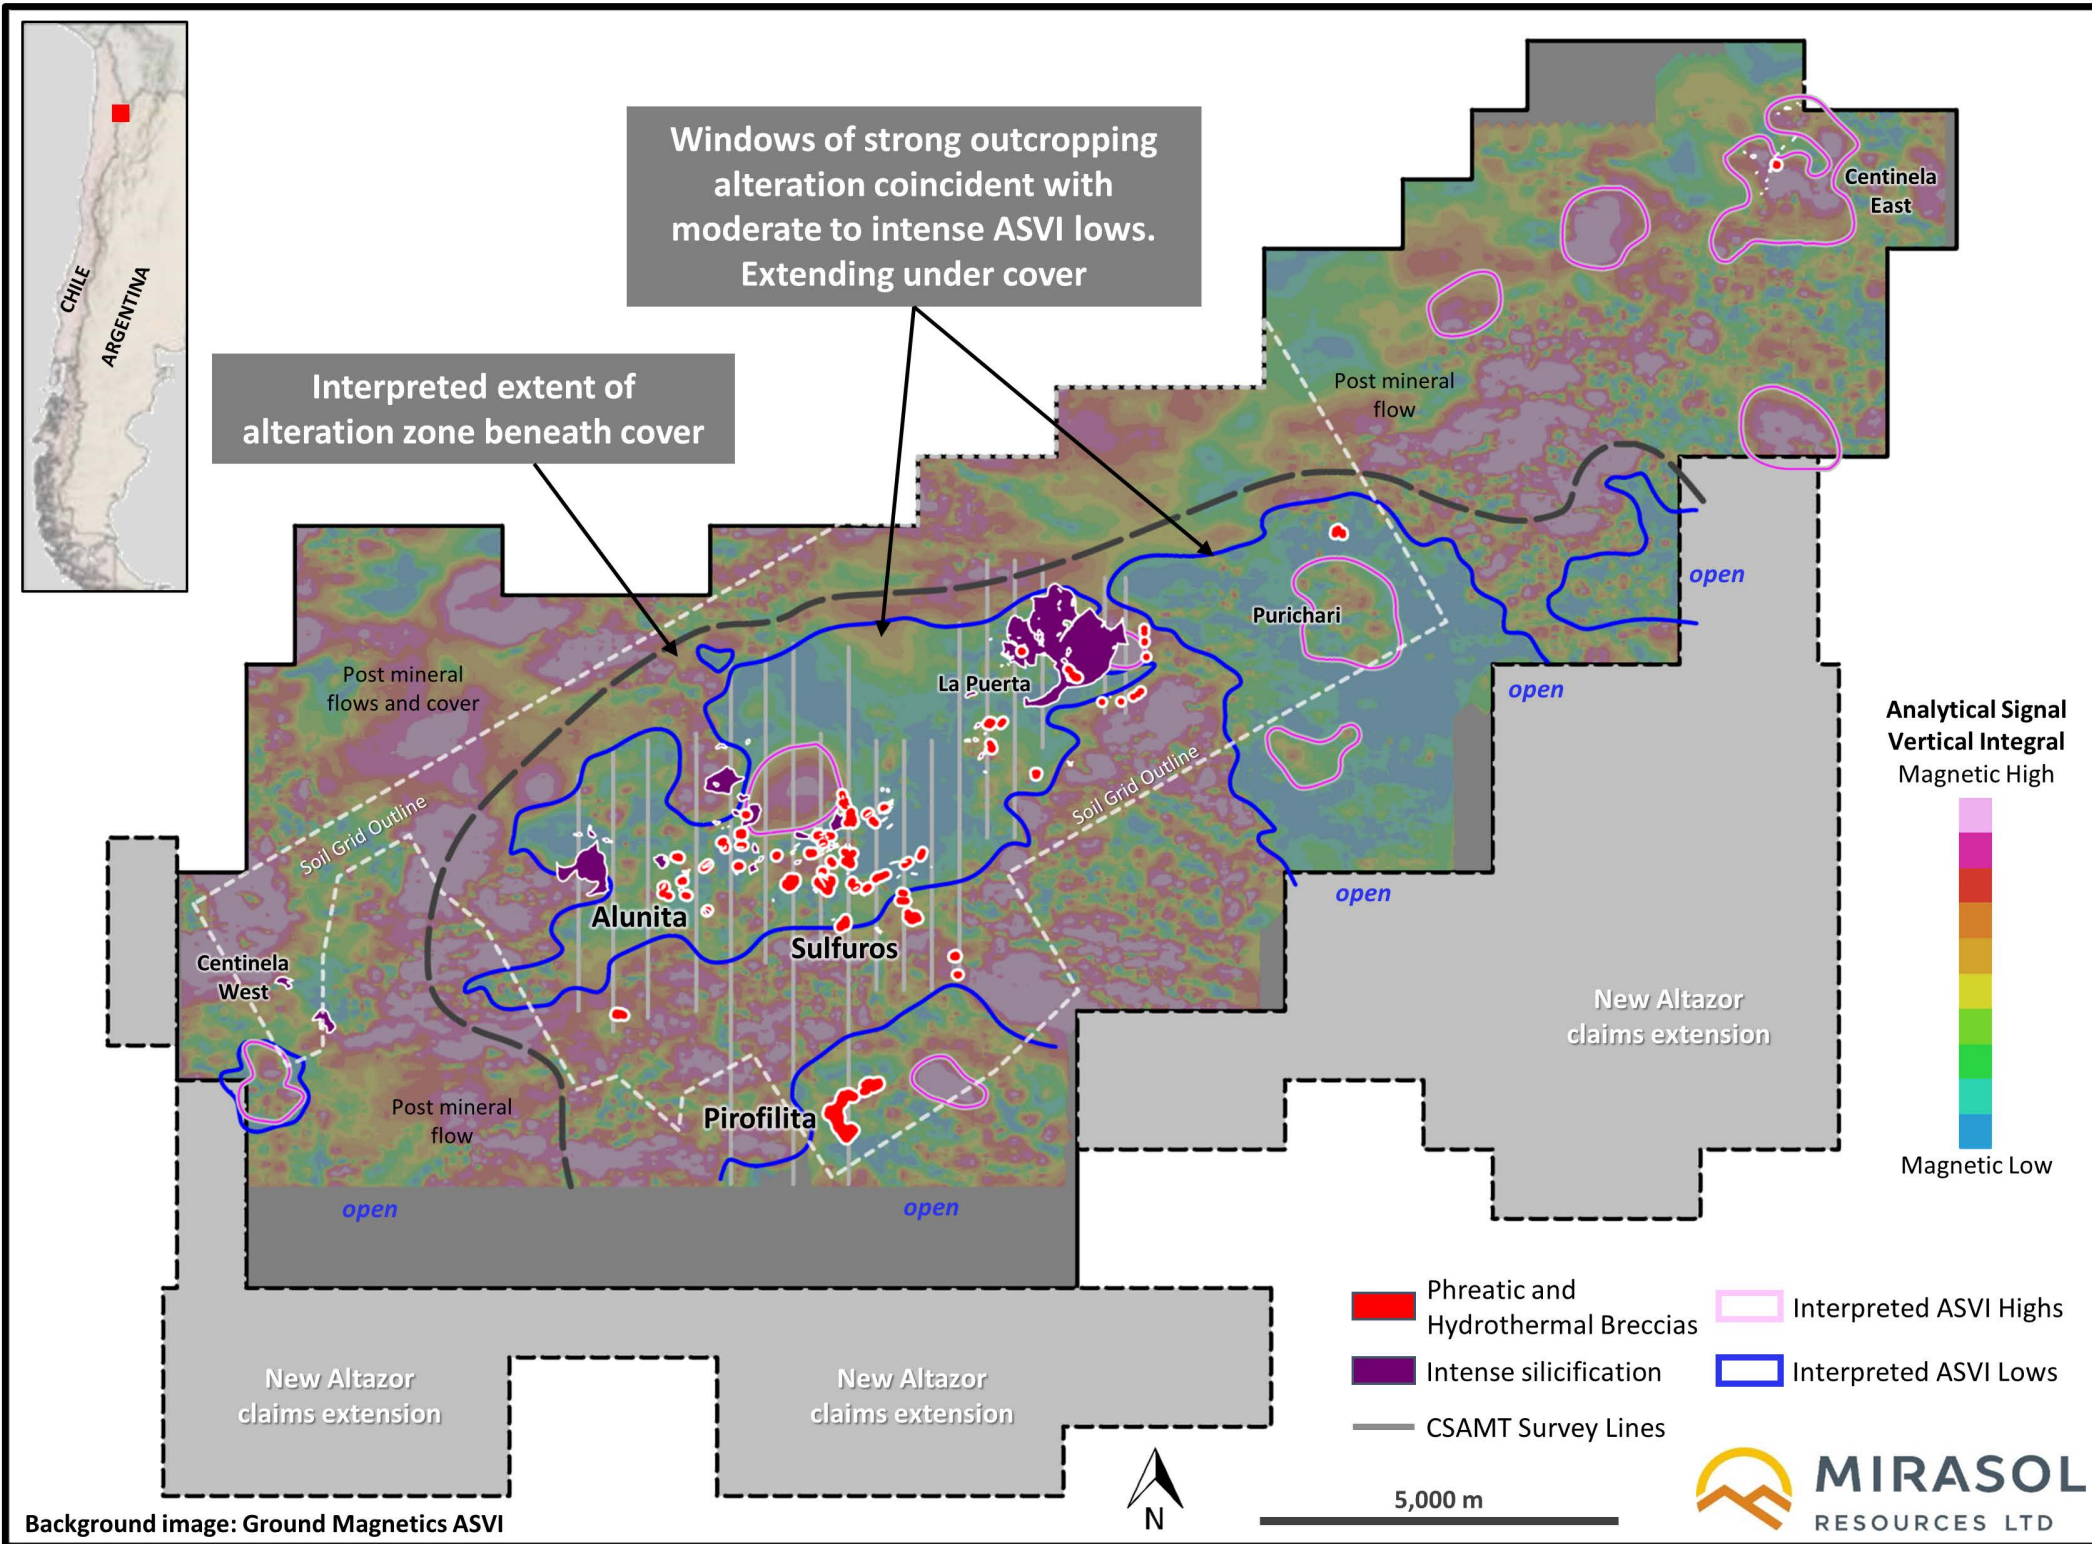 CHILE
ARGENTINA
Windows of strong outcropping
alteration coincident with
moderate to intense ASVI lows.
Extending under cover
Interpreted extent of
alteration zone beneath cover
Centinela
East
Post mineral
flow
open
Purichari
open
Post mineral
flows and cover
La Puerta
Soil Grid Outline
Soil Grid Outline
open
Alunita
Sulfuros
Centinela
West
Post mineral
flow
Pirofilita
open
open
New Altazor
claims extension
New Altazor
claims extension
New Altazor
claims extension
Analytical Signal
Vertical Integral
Magnetic High
Magnetic Low
Phreatic and
Hydrothermal Breccias
Intense silicification
CSAMT Survey Lines
Interpreted ASVI Highs
Interpreted ASVI Lows
N
5,000 m
MIRASOL
RESOURCES LTD
Background image: Ground Magnetics ASVI